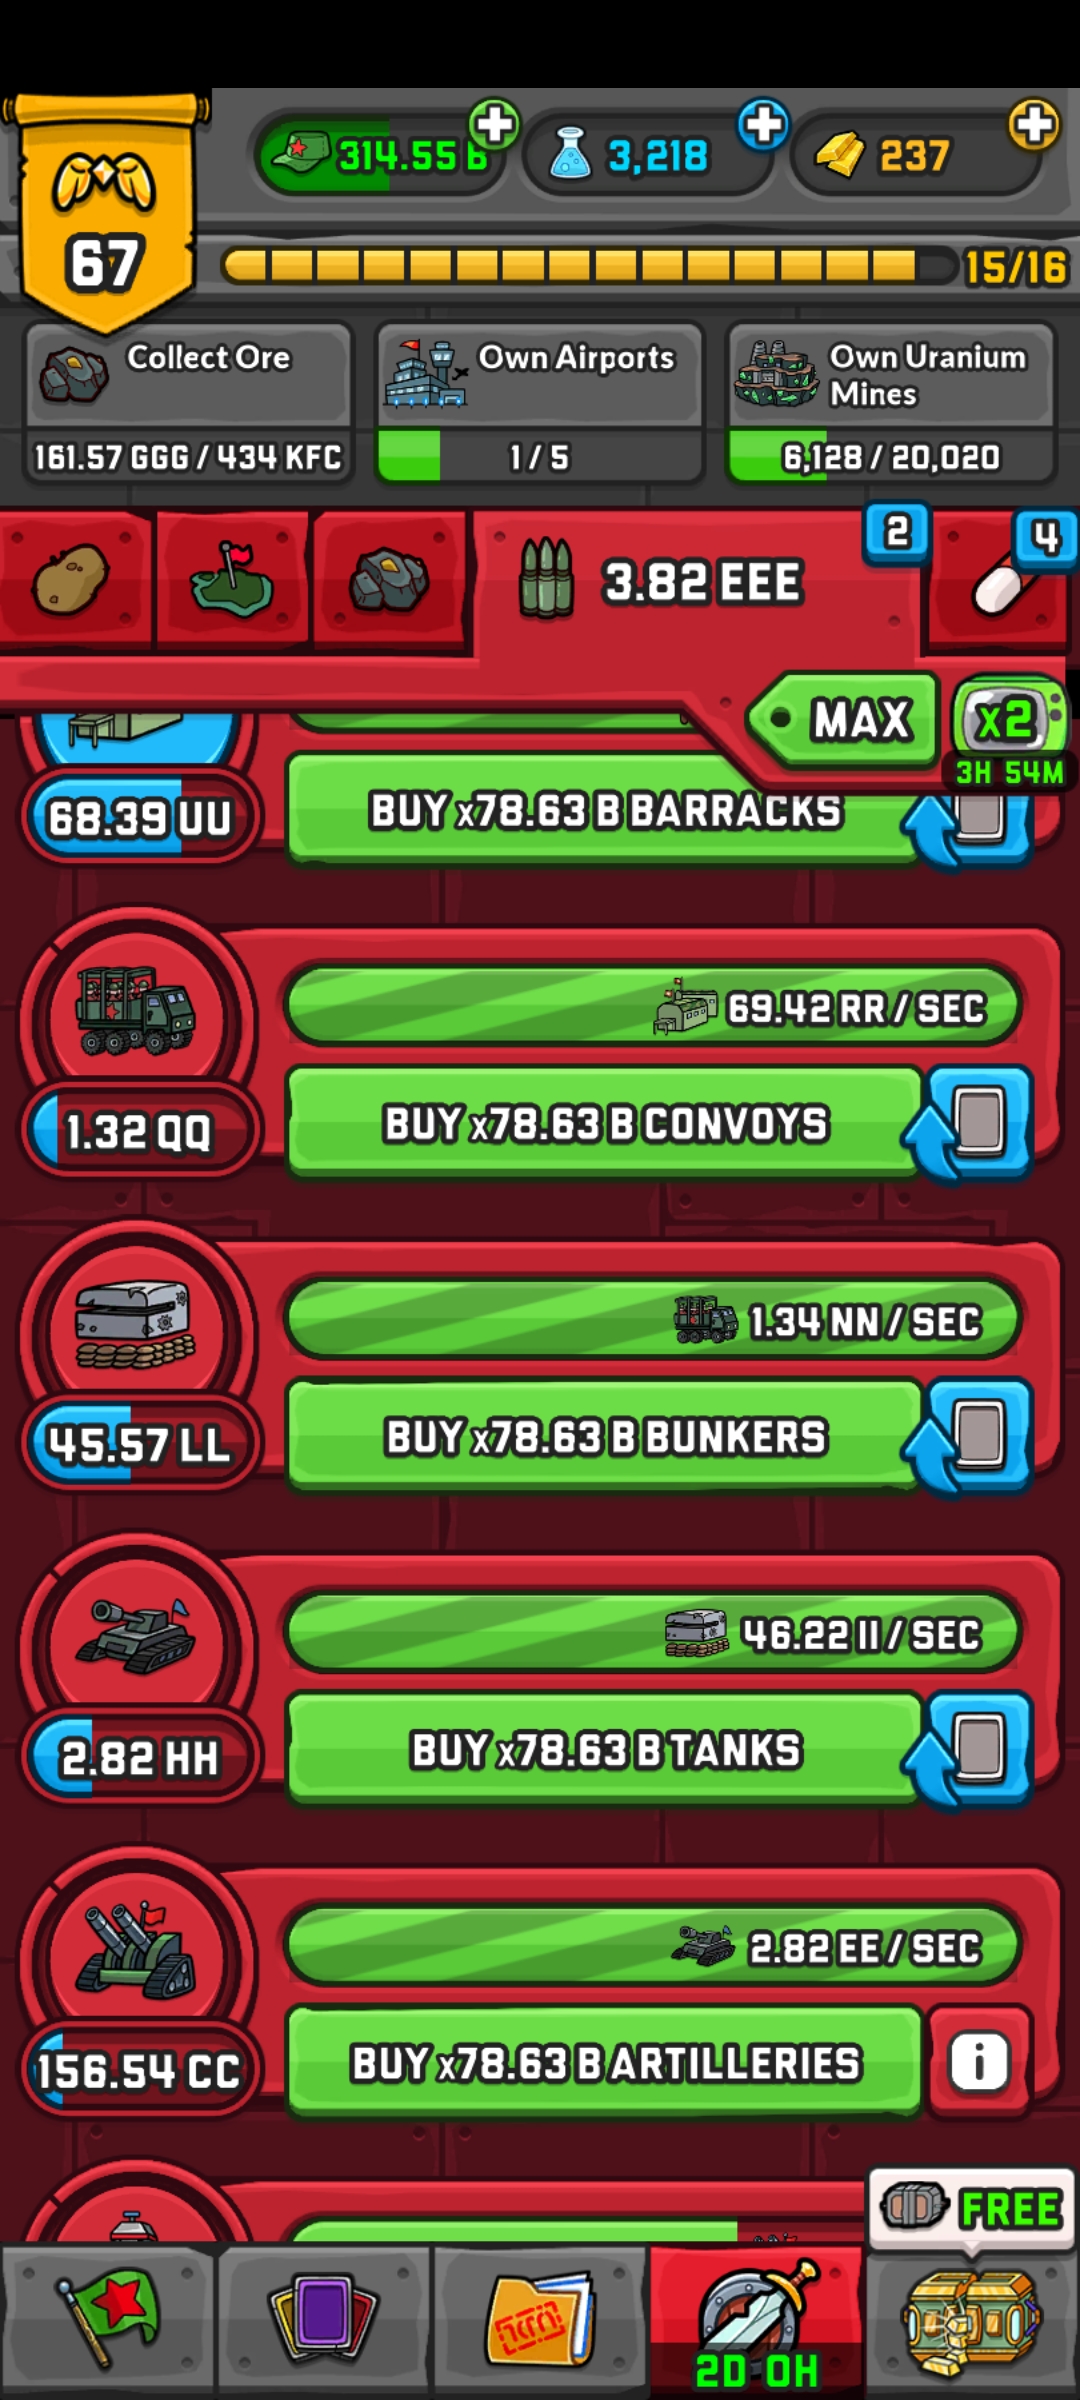 314.55 B
3,218
237
67
15/16
Collect Ore
161.57 GGG / 434 KFC
Own Airports
1 / 5
Own Uranium
Mines
6,128 / 20,020
3.82 EEE
2
4
MAX
x2
3H 54M
68.39 UU
BUY x78.63 B BARRACKS
69.42 RR / SEC
1.32 QQ
BUY x78.63 B CONVOYS
1.34 NN / SEC
45.57 LL
BUY x78.63 B BUNKERS
46.22 II / SEC
2.82 HH
BUY x78.63 B TANKS
2.82 EE / SEC
156.54 CC
BUY x78.63 B ARTILLERIES
i
FREE
2D 0H